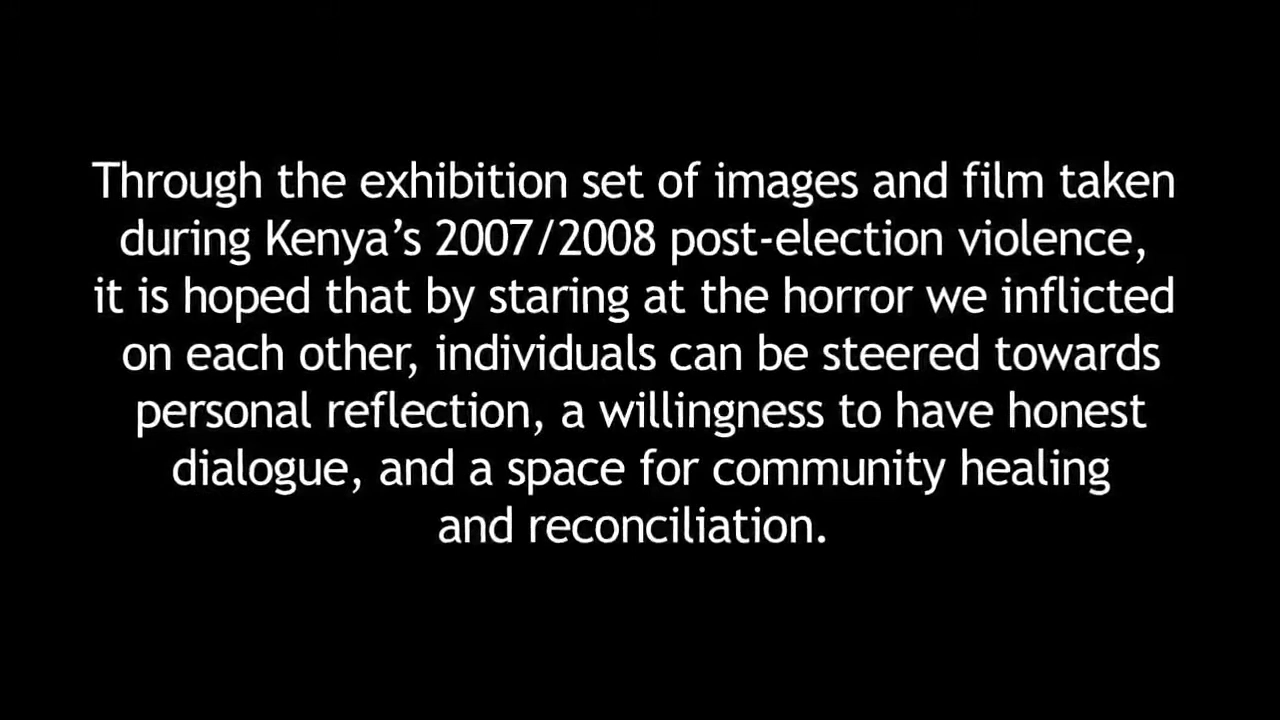 Through the exhibition set of images and film taken
during Kenya’s 2007/2008 post-election violence,
it is hoped that by staring at the horror we inflicted
on each other, individuals can be steered towards
personal reflection, a willingness to have honest
dialogue, and a space for community healing
and reconciliation.